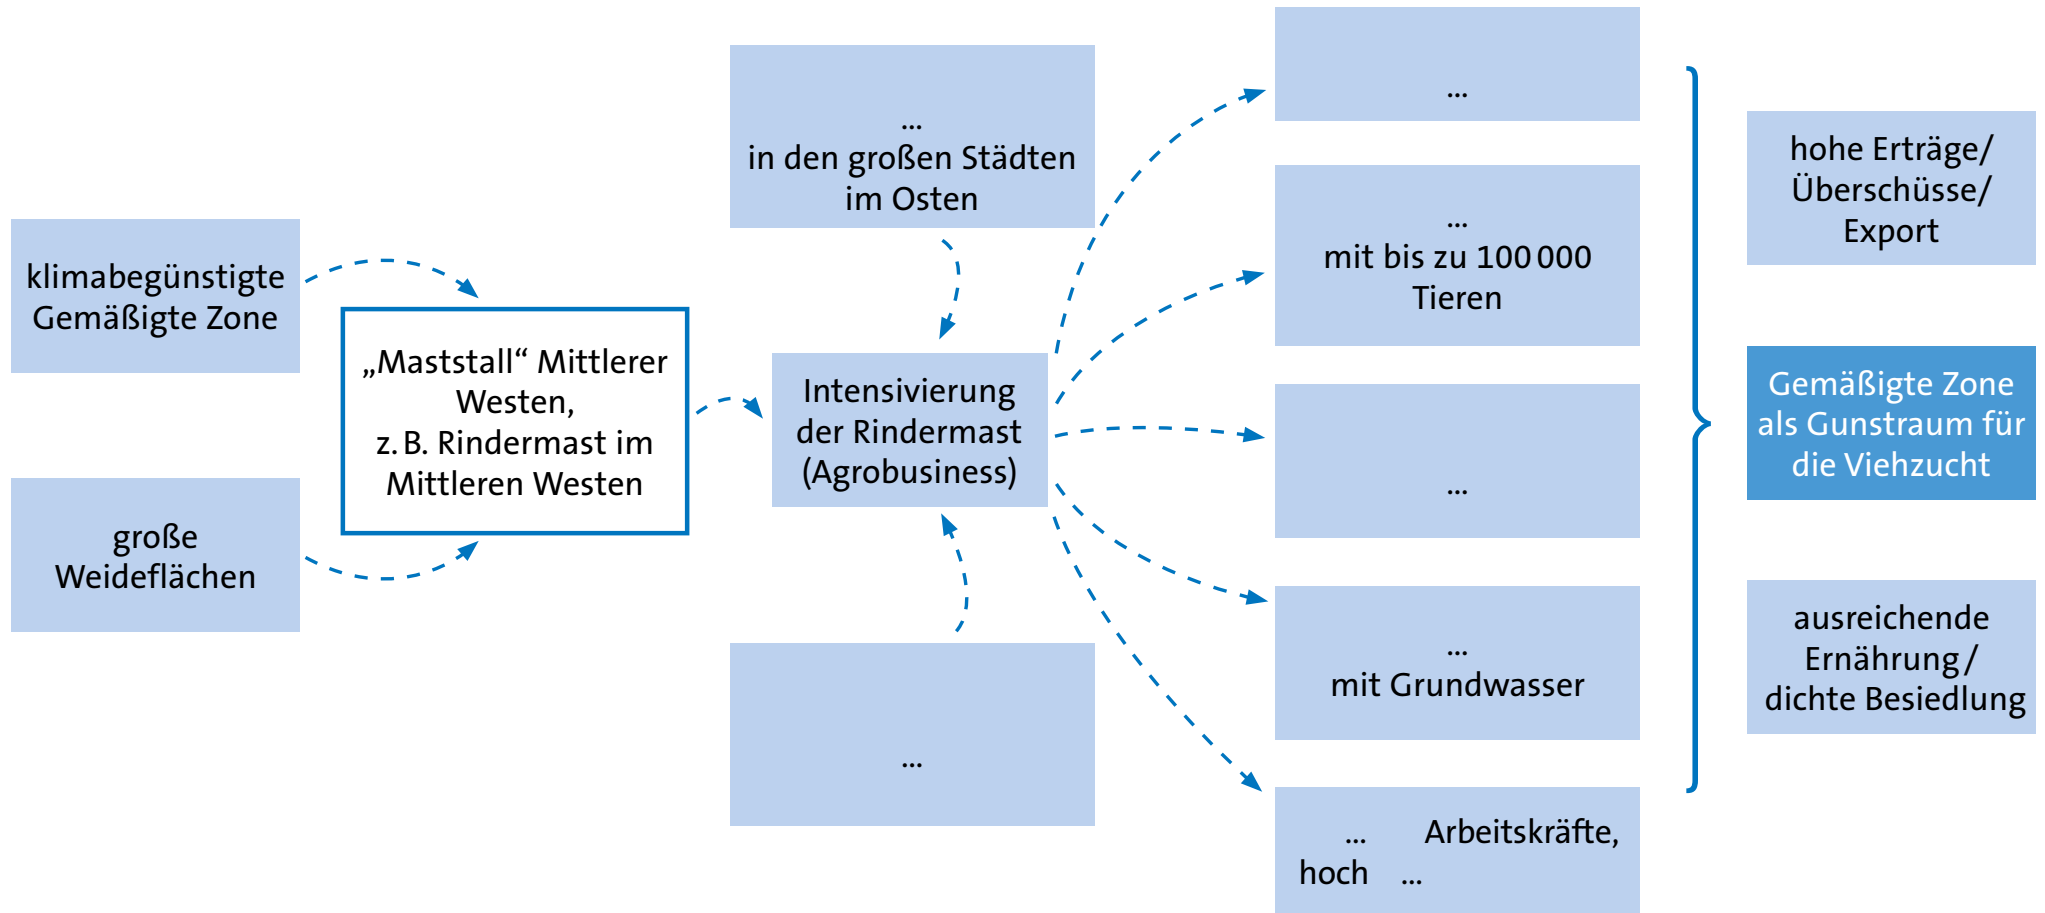 klimabegünstigte
Gemäßigte Zone
große
Weideflächen
„Maststall“ Mittlerer
Westen,
z. B. Rindermast im
Mittleren Westen
...
in den großen Städten
im Osten
Intensivierung
der Rindermast
(Agrobusiness)
...
...
...
mit bis zu 100 000
Tieren
...
...
mit Grundwasser
... Arbeitskräfte,
hoch ...
hohe Erträge/
Überschüsse/
Export
Gemäßigte Zone
als Gunstraum für
die Viehzucht
ausreichende
Ernährung/
dichte Besiedlung